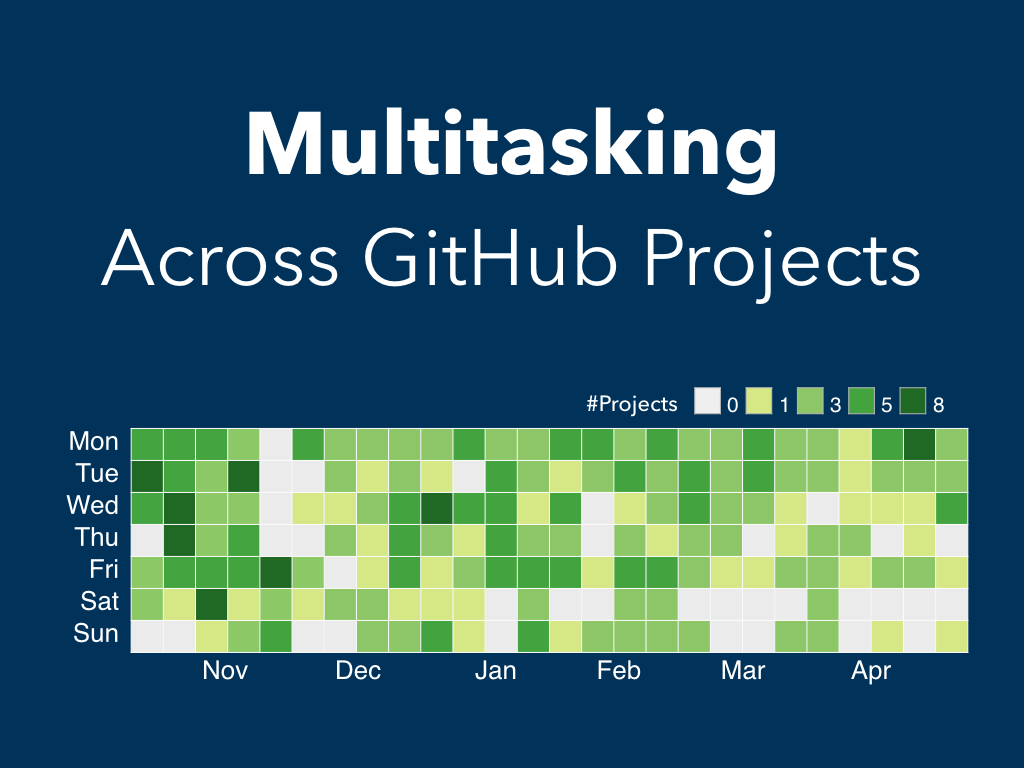 Multitasking
Across GitHub Projects
#Projects 0 1 3 5 8
Mon
Tue
Wed
Thu
Fri
Sat
Sun
Nov Dec Jan Feb Mar Apr